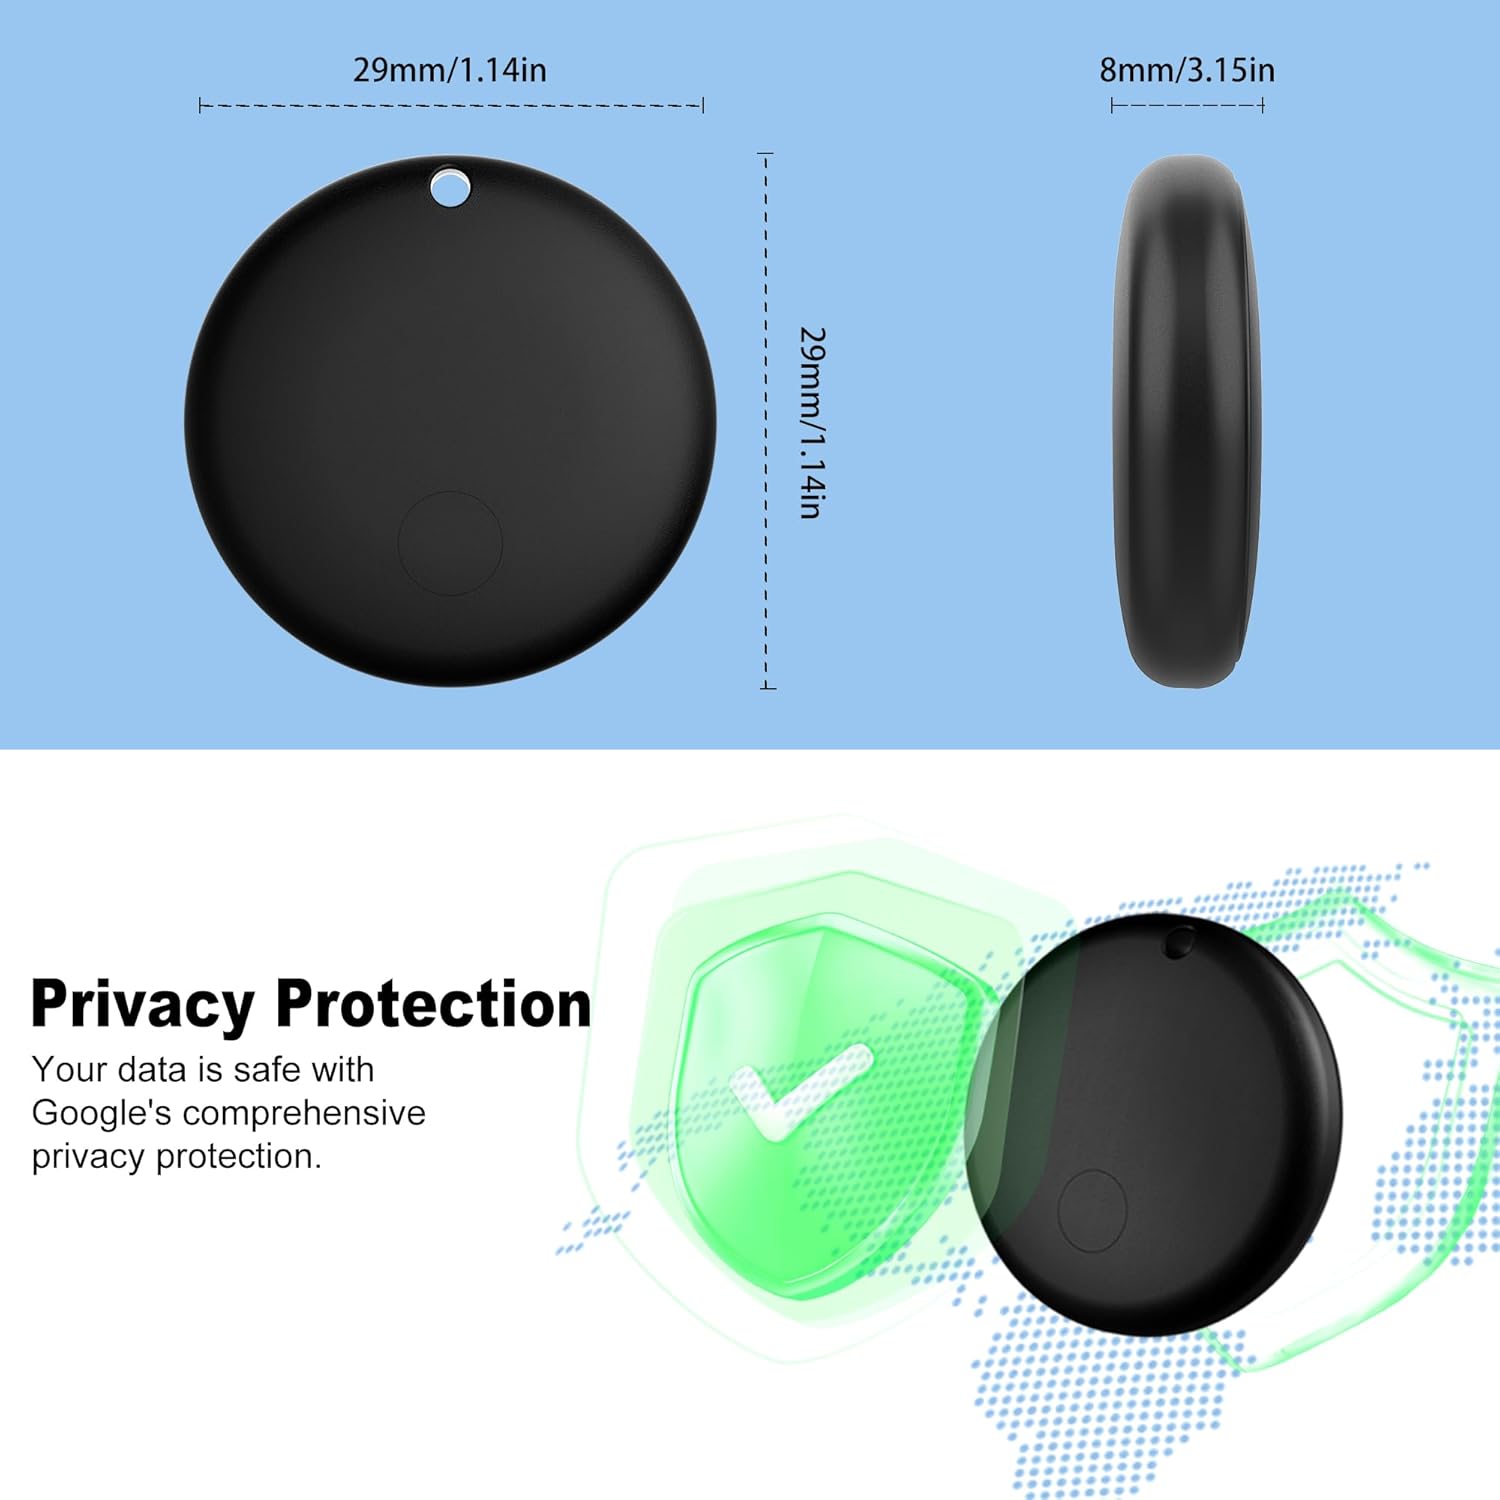 29mm/1.14in
8mm/3.15in
29mm/1.14in
Privacy Protection
Your data is safe with
Google's comprehensive
privacy protection.